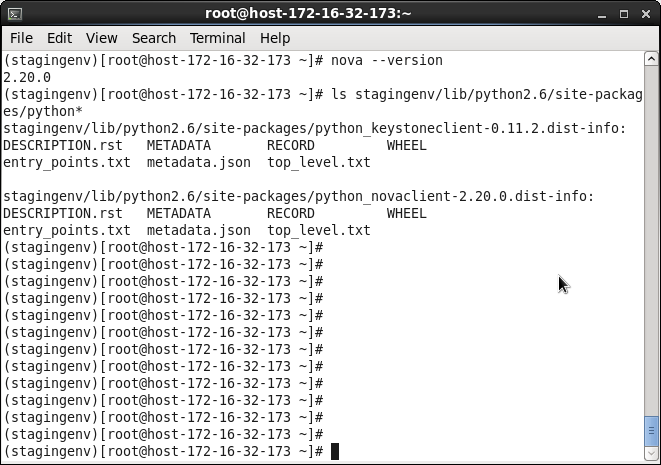 root@host-172-16-32-173:~
File Edit View Search Terminal Help
(stagingenv)[root@host-172-16-32-173 ~]# nova --version
2.20.0
(stagingenv)[root@host-172-16-32-173 ~]# ls stagingenv/lib/python2.6/site-packag
es/python*
stagingenv/lib/python2.6/site-packages/python_keystoneclient-0.11.2.dist-info:
DESCRIPTION.rst  METADATA       RECORD         WHEEL
entry_points.txt  metadata.json  top_level.txt

stagingenv/lib/python2.6/site-packages/python_novaclient-2.20.0.dist-info:
DESCRIPTION.rst  METADATA       RECORD         WHEEL
entry_points.txt  metadata.json  top_level.txt
(stagingenv)[root@host-172-16-32-173 ~]#
(stagingenv)[root@host-172-16-32-173 ~]#
(stagingenv)[root@host-172-16-32-173 ~]#
(stagingenv)[root@host-172-16-32-173 ~]#
(stagingenv)[root@host-172-16-32-173 ~]#
(stagingenv)[root@host-172-16-32-173 ~]#
(stagingenv)[root@host-172-16-32-173 ~]#
(stagingenv)[root@host-172-16-32-173 ~]#
(stagingenv)[root@host-172-16-32-173 ~]#
(stagingenv)[root@host-172-16-32-173 ~]#
(stagingenv)[root@host-172-16-32-173 ~]#
(stagingenv)[root@host-172-16-32-173 ~]#
(stagingenv)[root@host-172-16-32-173 ~]#